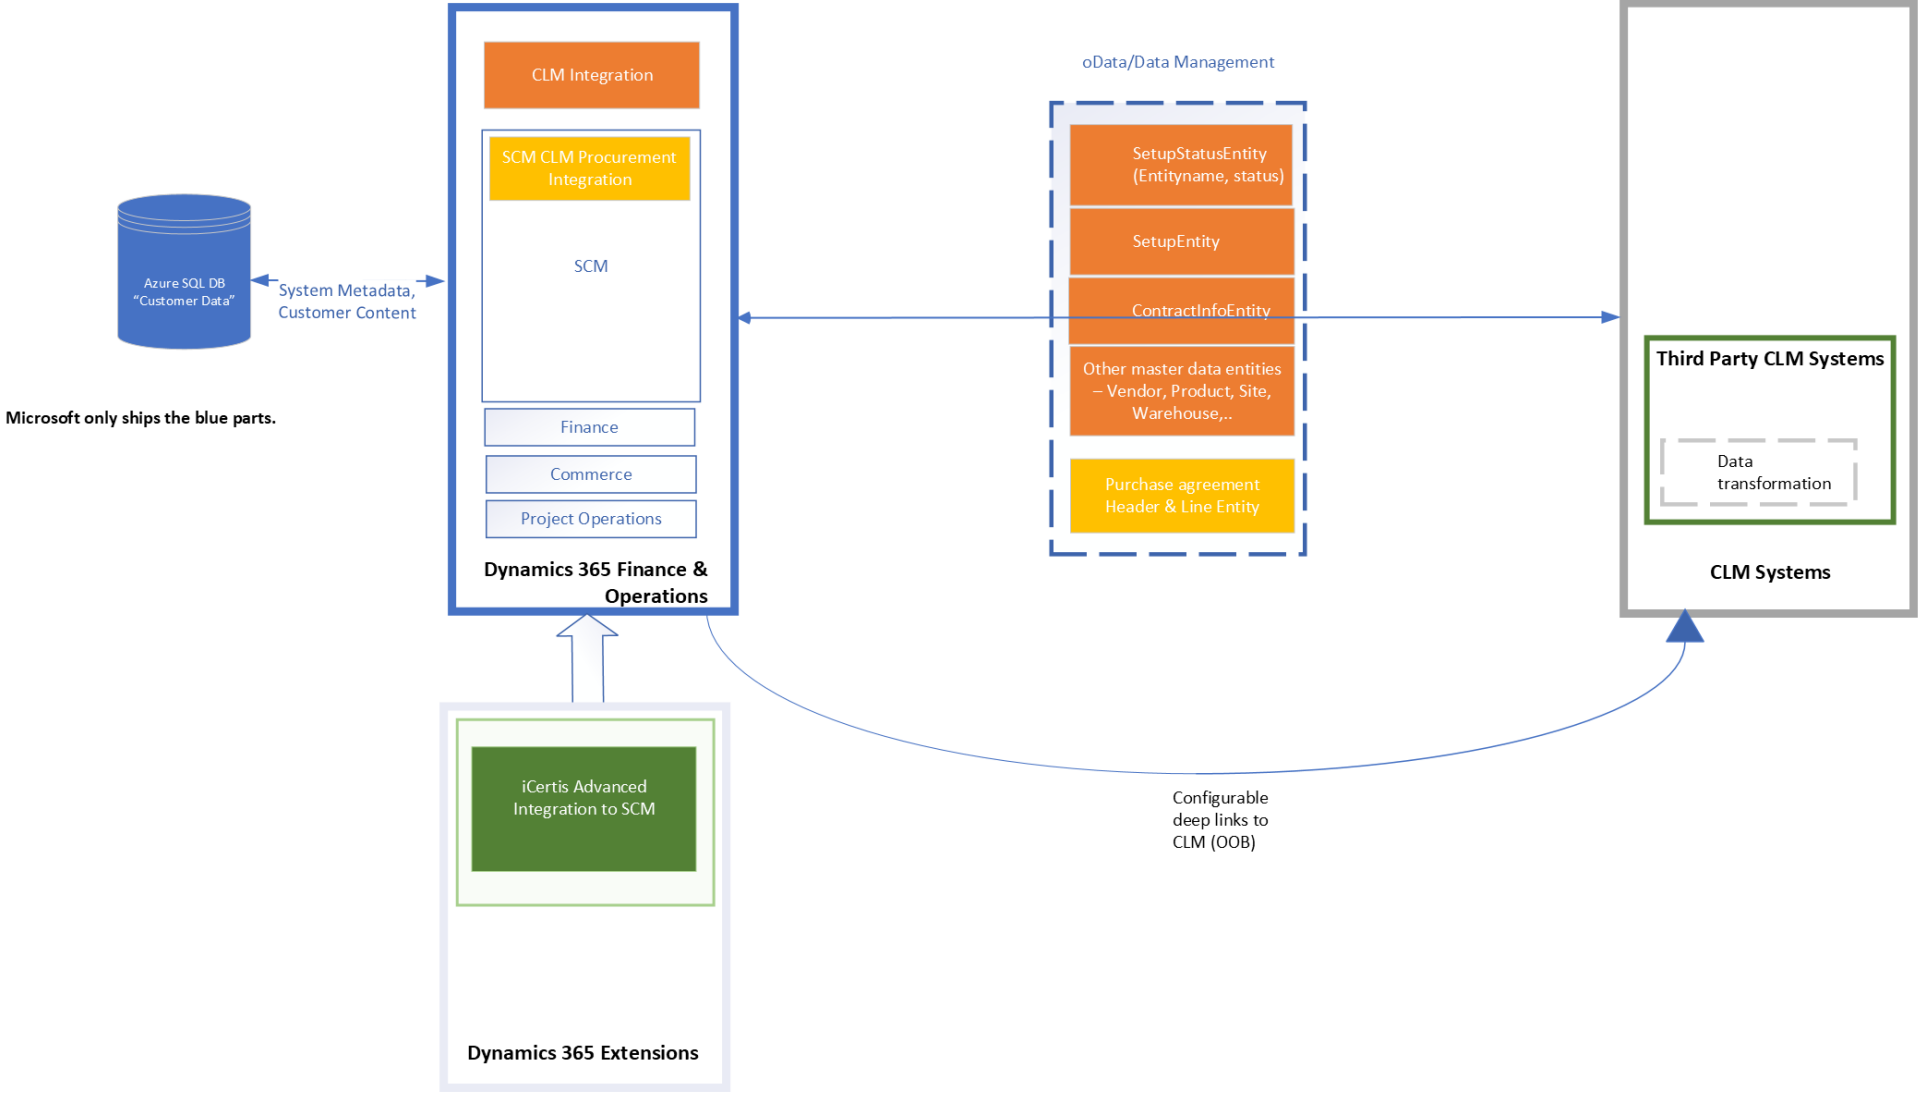 CLM Integration
SCM CLM Procurement
Integration
SCM
Finance
Commerce
Project Operations
Dynamics 365 Finance &
Operations
Azure SQL DB
“Customer Data”
System Metadata,
Customer Content
Microsoft only ships the blue parts.
oData/Data Management
SetupStatusEntity
(Entityname, status)
SetupEntity
ContractInfoEntity
Other master data entities
– Vendor, Product, Site,
Warehouse,..
Purchase agreement
Header & Line Entity
Third Party CLM Systems
Data
transformation
CLM Systems
iCertis Advanced
Integration to SCM
Dynamics 365 Extensions
Configurable
deep links to
CLM (OOB)